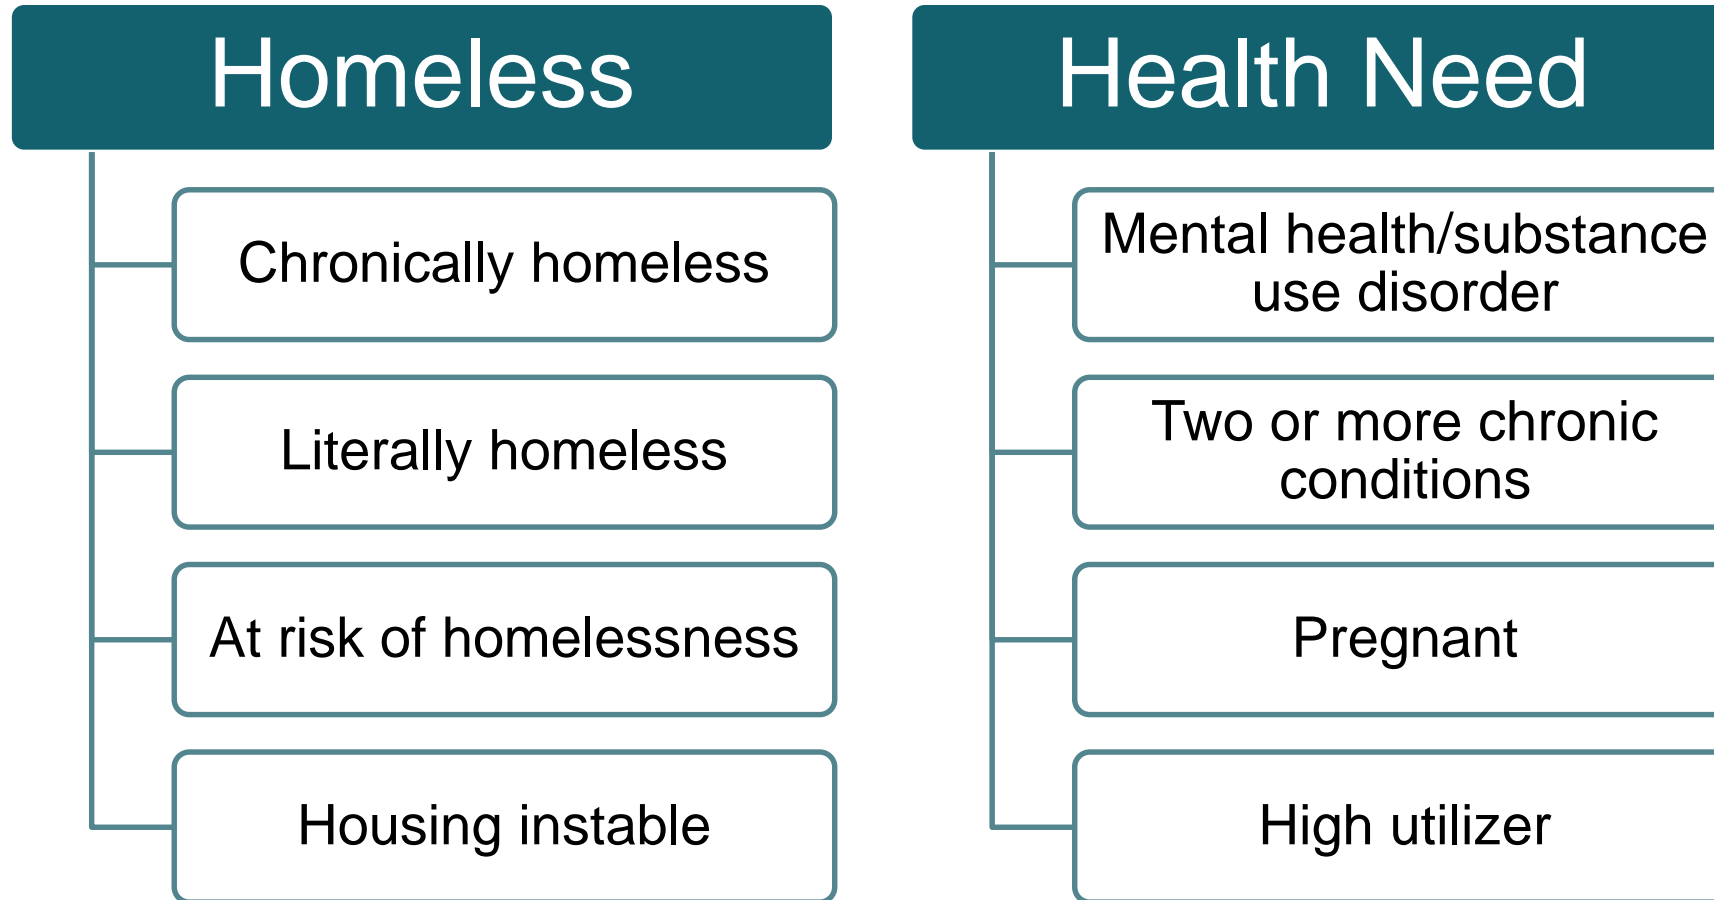 Homeless
Chronically homeless
Literally homeless
At risk of homelessness
Housing instable
Health Need
Mental health/substance
use disorder
Two or more chronic
conditions
Pregnant
High utilizer